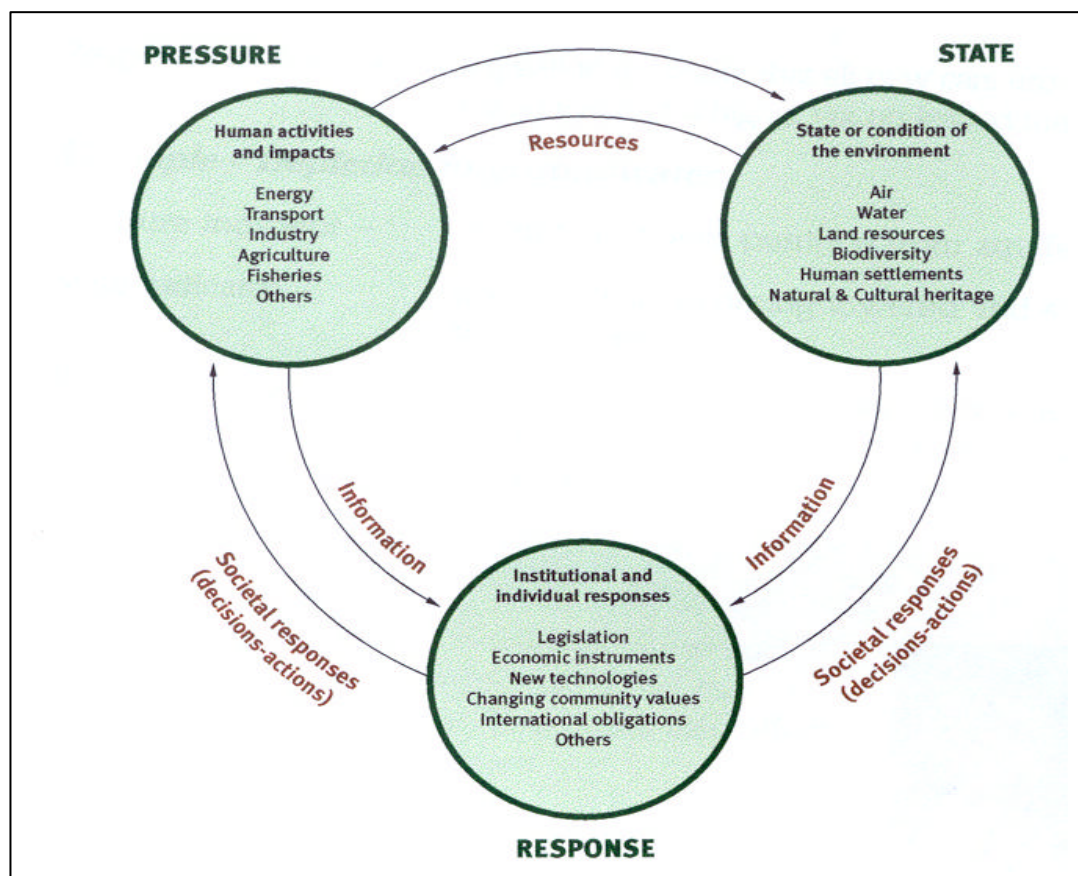 PRESSURE
STATE
Human activities
and impacts
Energy
Transport
Industry
Agriculture
Fisheries
Others
Resources
State or condition of
the environment
Air
Water
Land resources
Biodiversity
Human settlements
Natural & Cultural heritage
Information
Societal responses
(decisions-actions)
Information
Societal responses
(decisions-actions)
Institutional and
individual responses
Legislation
Economic instruments
New technologies
Changing community values
International obligations
Others
RESPONSE